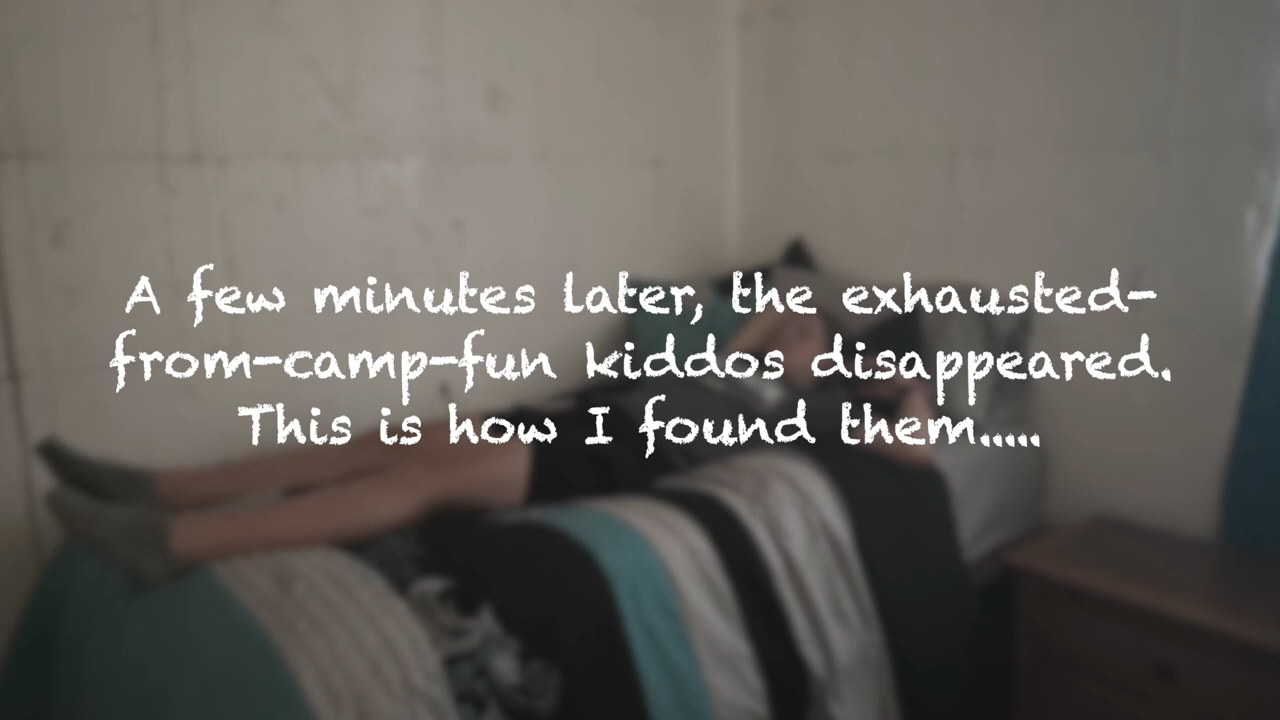 A few minutes later, the exhausted-
from-camp-fun kiddos disappeared.
This is how I found them.....